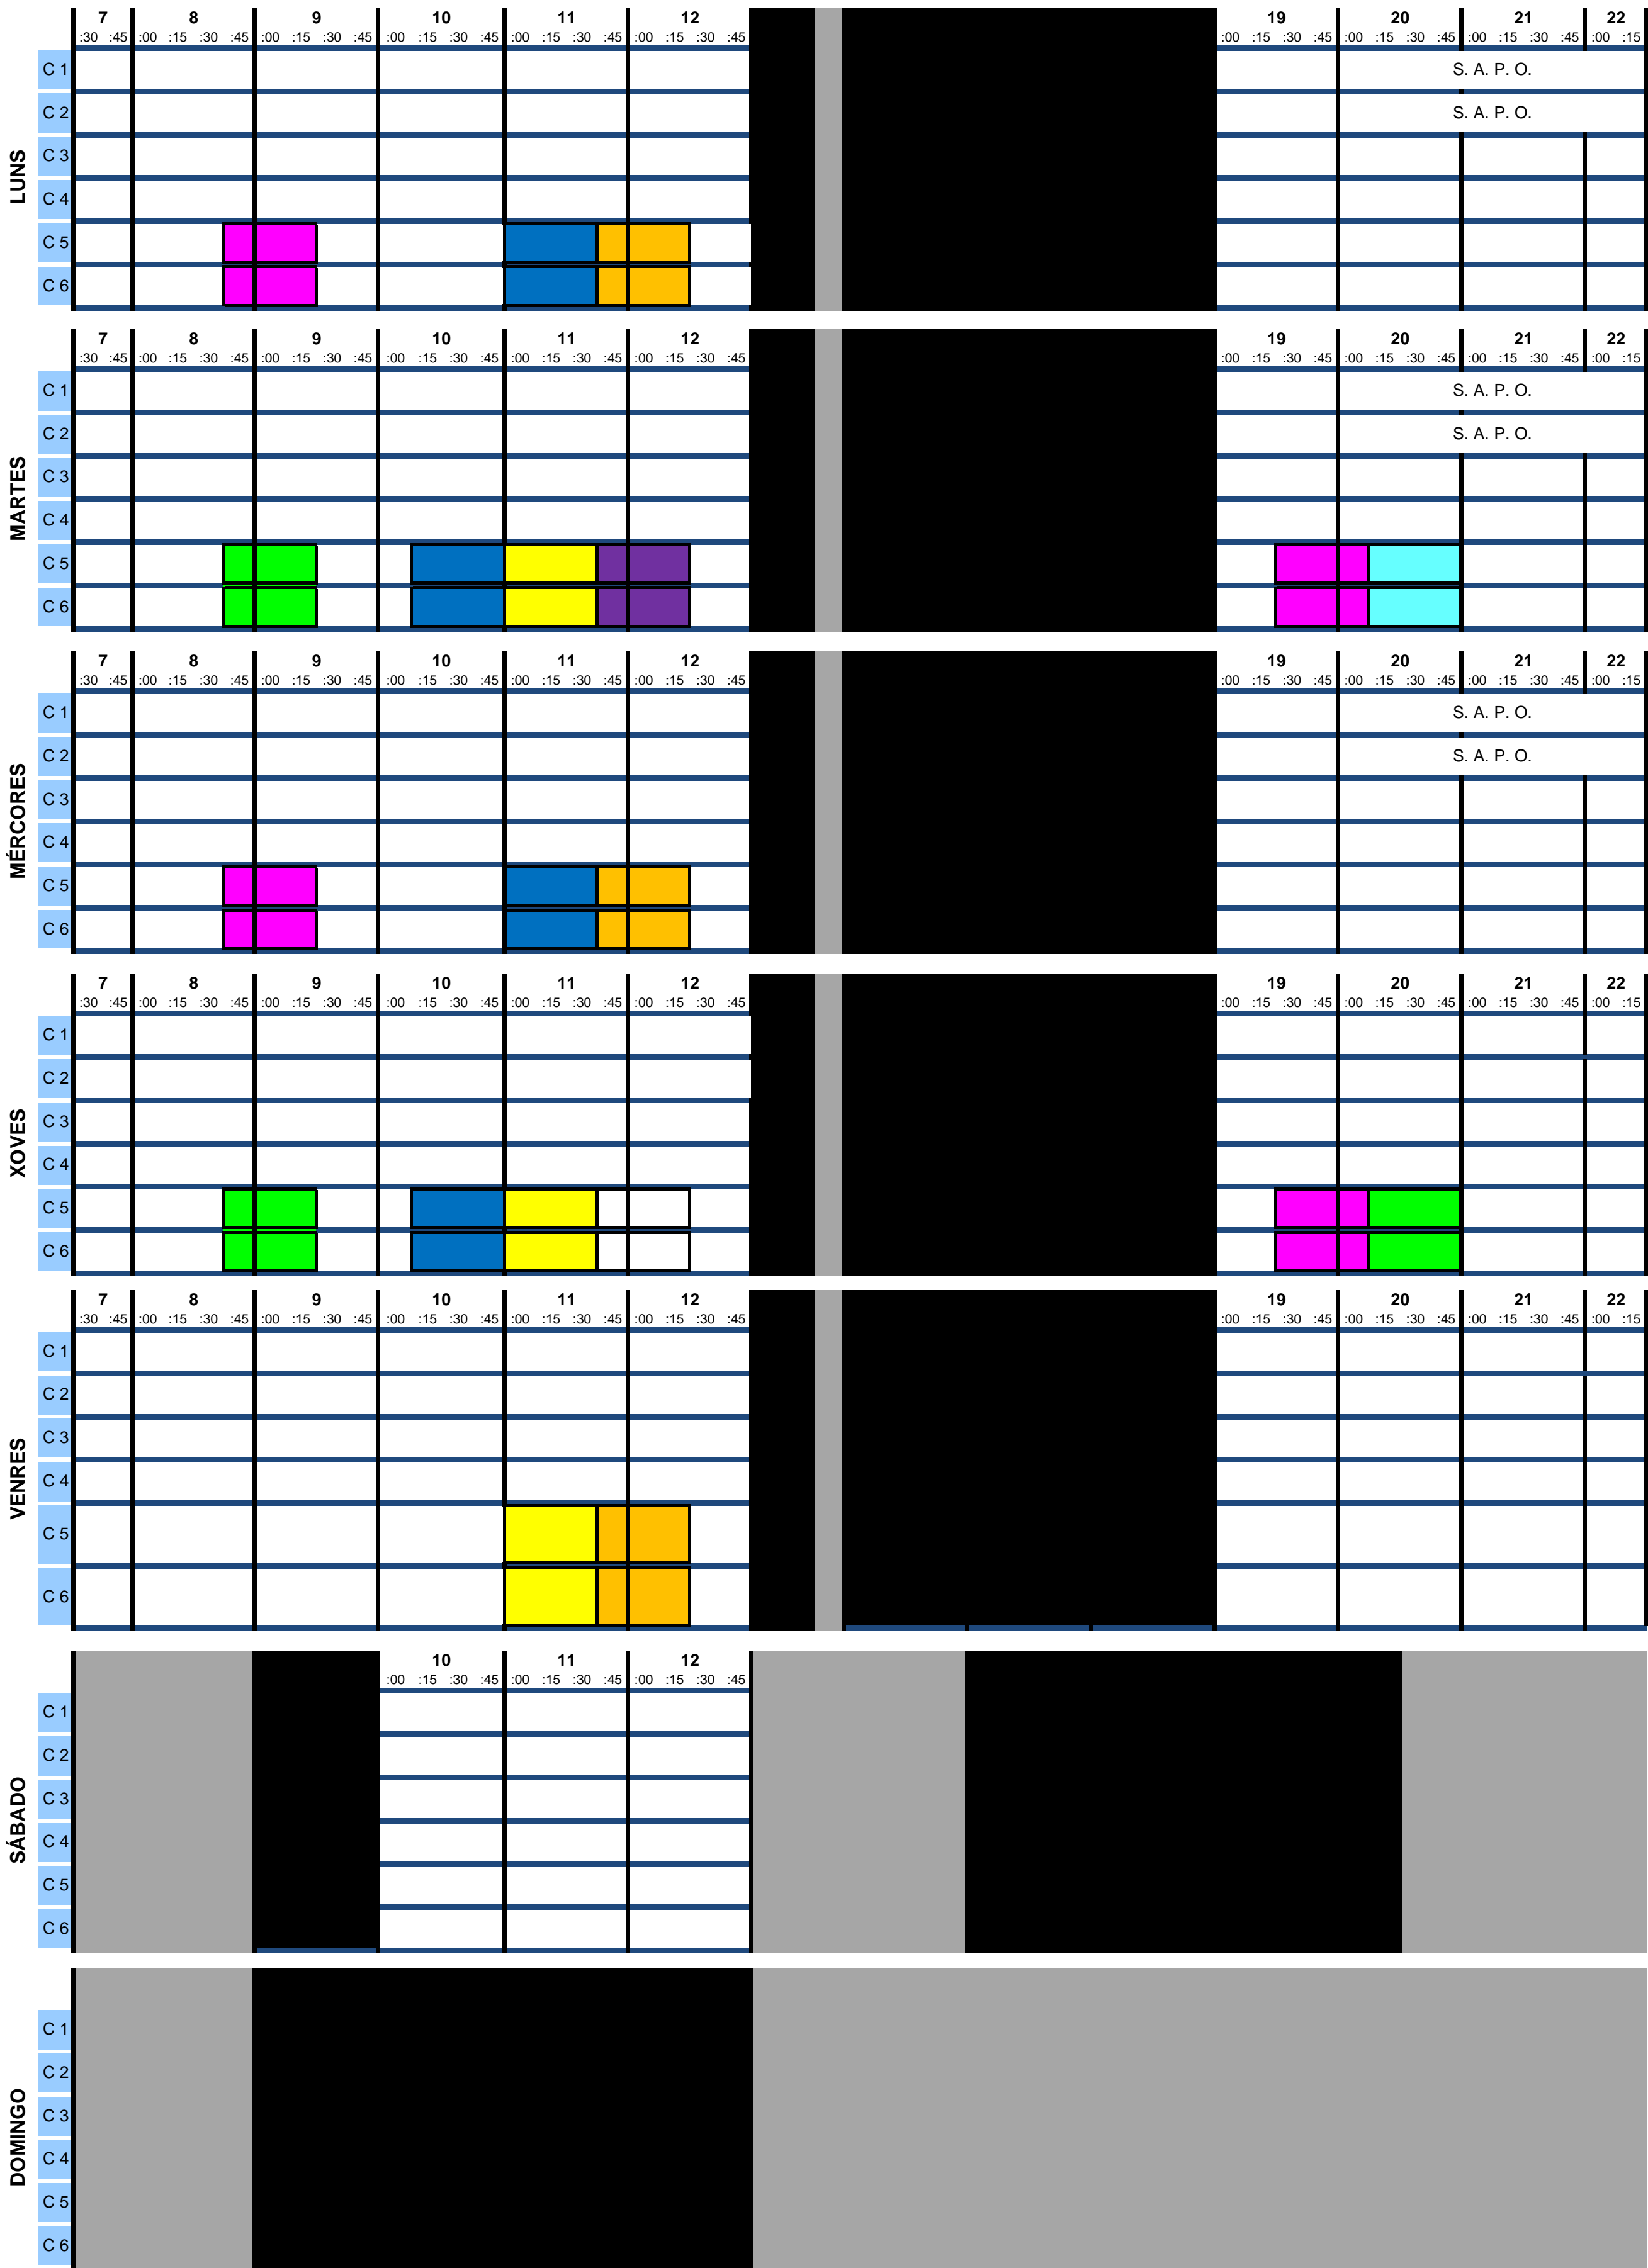 7 8 9 10 11 12 19 20 21 22
:30 :45 :00 :15 :30 :45 :00 :15 :30 :45 :00 :15 :30 :45 :00 :15 :30 :45 :00 :15 :30 :45 :00 :15 :30 :45 :00 :15 :30 :45 :00 :15 :30 :45 :00 :15
LUNS
C 1 S. A. P. O.
C 2 S. A. P. O.
C 3
C 4
C 5
C 6
7 8 9 10 11 12 19 20 21 22
:30 :45 :00 :15 :30 :45 :00 :15 :30 :45 :00 :15 :30 :45 :00 :15 :30 :45 :00 :15 :30 :45 :00 :15 :30 :45 :00 :15 :30 :45 :00 :15 :30 :45 :00 :15
MARTES
C 1 S. A. P. O.
C 2 S. A. P. O.
C 3
C 4
C 5
C 6
7 8 9 10 11 12 19 20 21 22
:30 :45 :00 :15 :30 :45 :00 :15 :30 :45 :00 :15 :30 :45 :00 :15 :30 :45 :00 :15 :30 :45 :00 :15 :30 :45 :00 :15 :30 :45 :00 :15 :30 :45 :00 :15
MÉRCORES
C 1 S. A. P. O.
C 2 S. A. P. O.
C 3
C 4
C 5
C 6
7 8 9 10 11 12 19 20 21 22
:30 :45 :00 :15 :30 :45 :00 :15 :30 :45 :00 :15 :30 :45 :00 :15 :30 :45 :00 :15 :30 :45 :00 :15 :30 :45 :00 :15 :30 :45 :00 :15 :30 :45 :00 :15
XOVES
C 1
C 2
C 3
C 4
C 5
C 6
7 8 9 10 11 12 19 20 21 22
:30 :45 :00 :15 :30 :45 :00 :15 :30 :45 :00 :15 :30 :45 :00 :15 :30 :45 :00 :15 :30 :45 :00 :15 :30 :45 :00 :15 :30 :45 :00 :15 :30 :45 :00 :15
VENRES
C 1
C 2
C 3
C 4
C 5
C 6
10 11 12
:00 :15 :30 :45 :00 :15 :30 :45 :00 :15 :30 :45
SÁBADO
C 1
C 2
C 3
C 4
C 5
C 6
DOMINGO
C 1
C 2
C 3
C 4
C 5
C 6